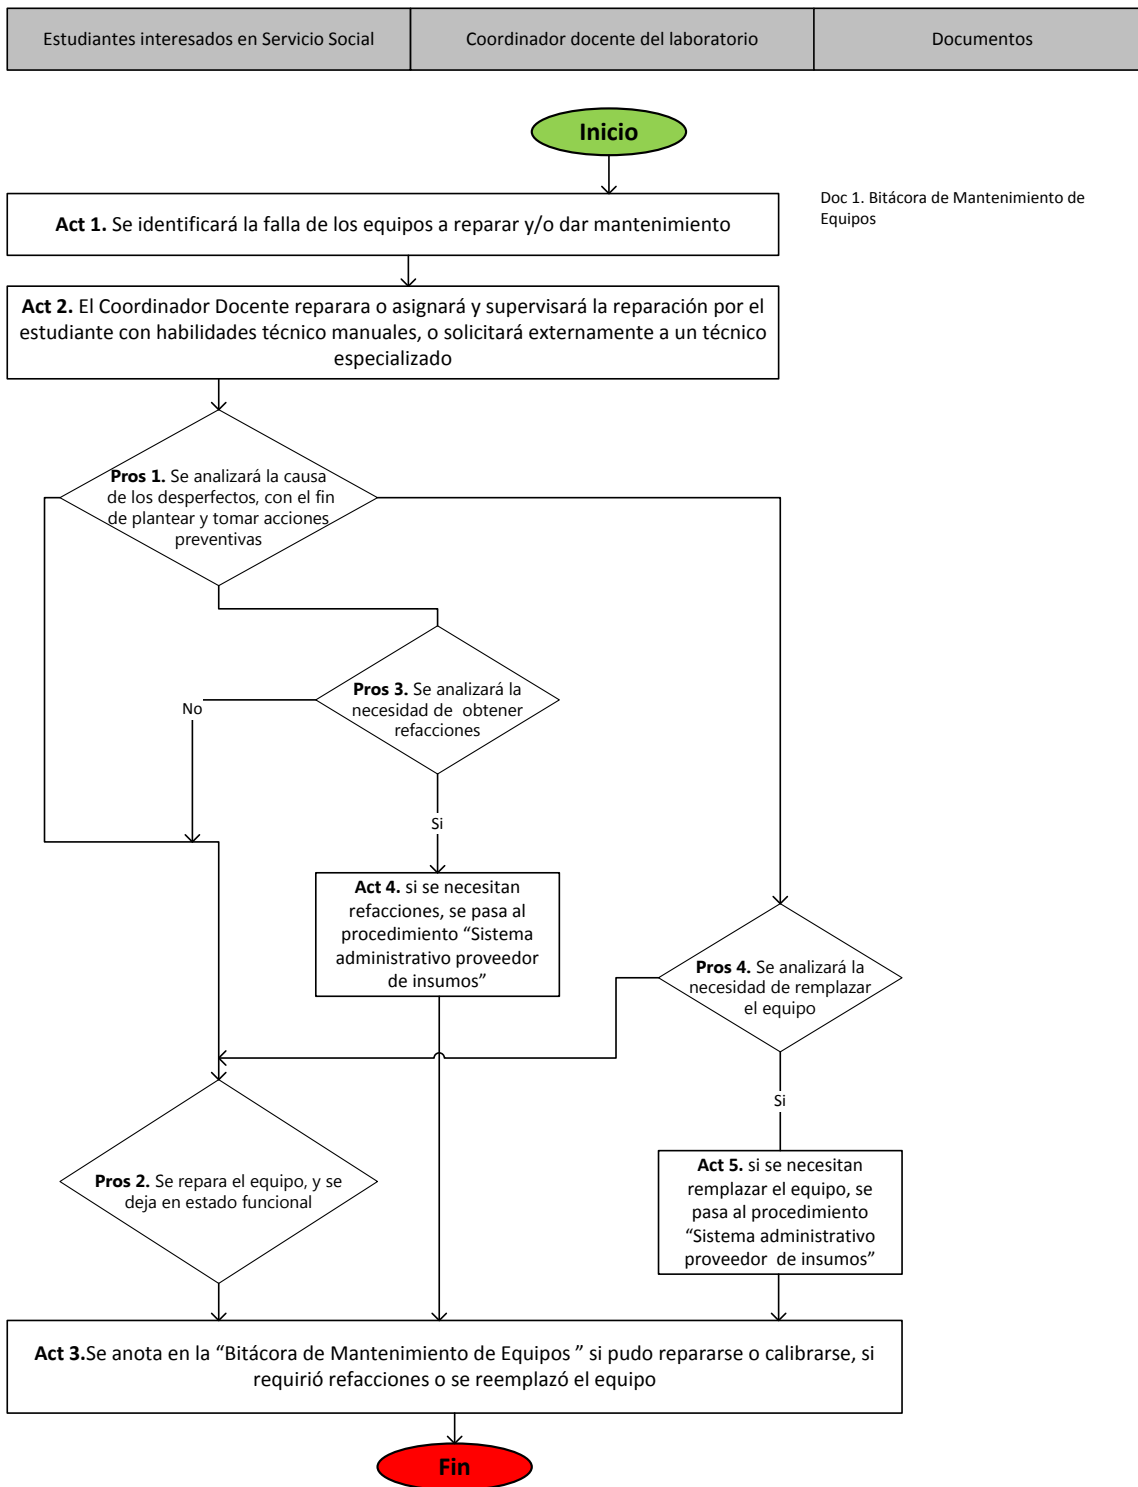 Estudiantes interesados en Servicio Social
Coordinador docente del laboratorio
Documentos
Inicio
Act 1. Se identificará la falla de los equipos a reparar y/o dar mantenimiento
Doc 1. Bitácora de Mantenimiento de
Equipos
Act 2. El Coordinador Docente reparara o asignará y supervisará la reparación por el
estudiante con habilidades técnico manuales, o solicitará externamente a un técnico
especializado
Pros 1. Se analizará la causa
de los desperfectos, con el fin
de plantear y tomar acciones
preventivas
Pros 3. Se analizará la
necesidad de obtener
refacciones
No
Si
Act 4. si se necesitan
refacciones, se pasa al
procedimiento “Sistema
administrativo proveedor
de insumos”
Pros 4. Se analizará la
necesidad de remplazar
el equipo
Si
Pros 2. Se repara el equipo, y se
deja en estado funcional
Act 5. si se necesitan
remplazar el equipo, se
pasa al procedimiento
“Sistema administrativo
proveedor de insumos”
Act 3.Se anota en la “Bitácora de Mantenimiento de Equipos ” si pudo repararse o calibrarse, si
requirió refacciones o se reemplazó el equipo
Fin